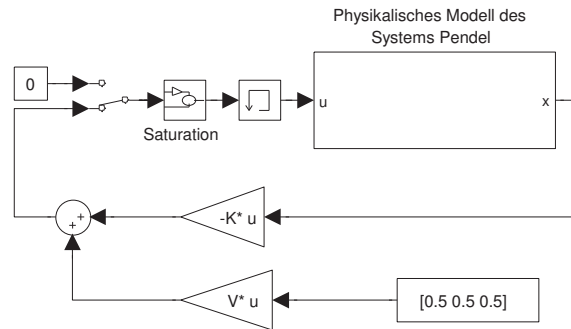 Physikalisches Modell des
Systems Pendel
0
u
x
Saturation
+
+
-K* u
V* u
[0.5 0.5 0.5]